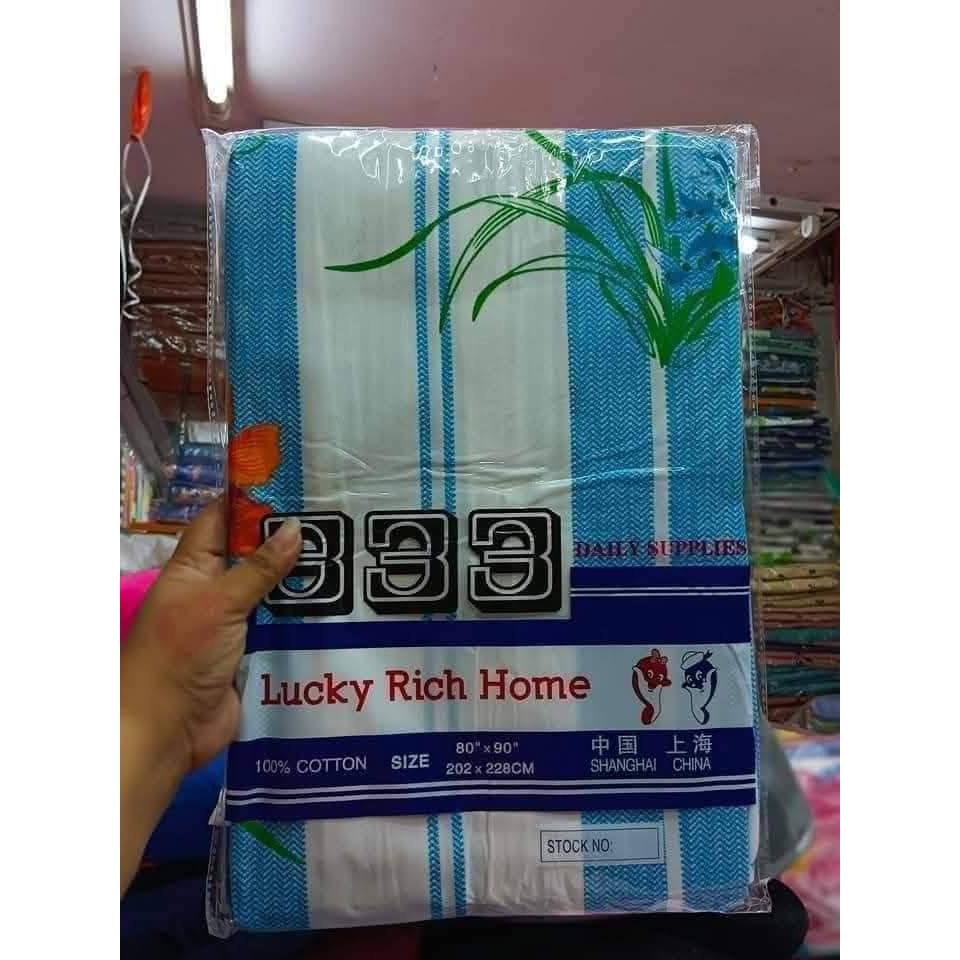 333
DAILY SUPPLIES
Lucky Rich Home
100% COTTON
SIZE
80" x 90"
202 x 228CM
中国 上海
SHANGHAI CHINA
STOCK NO: